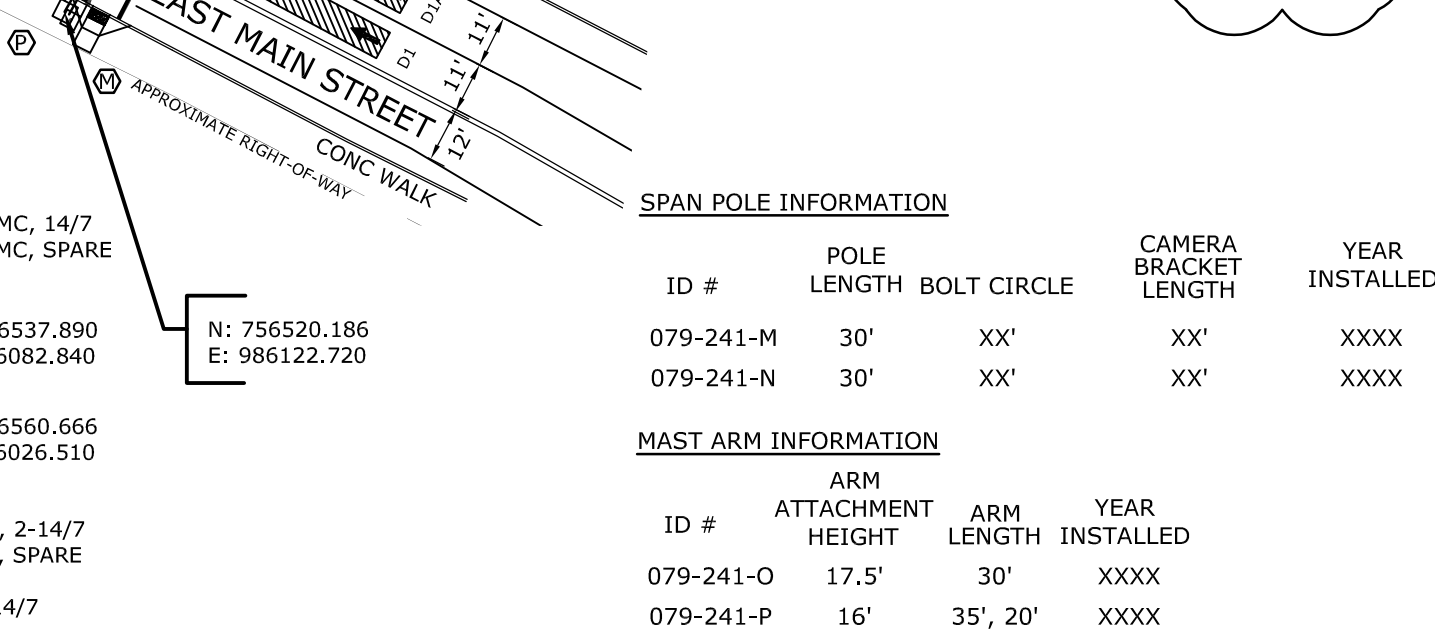 P
M
EAST MAIN STREET
D1
11'
11'
12'
APPROXIMATE RIGHT-OF-WAY
CONC WALK
MC, 14/7
MC, SPARE
6537.890
6082.840
N: 756520.186
E: 986122.720
6560.666
6026.510
, 2-14/7
, SPARE
4/7
SPAN POLE INFORMATION
ID # POLE LENGTH BOLT CIRCLE CAMERA BRACKET LENGTH YEAR INSTALLED
079-241-M 30' XX' XX' XXXX
079-241-N 30' XX' XX' XXXX
MAST ARM INFORMATION
ID # ARM ATTACHMENT HEIGHT ARM LENGTH YEAR INSTALLED
079-241-O 17.5' 30' XXXX
079-241-P 16' 35', 20' XXXX